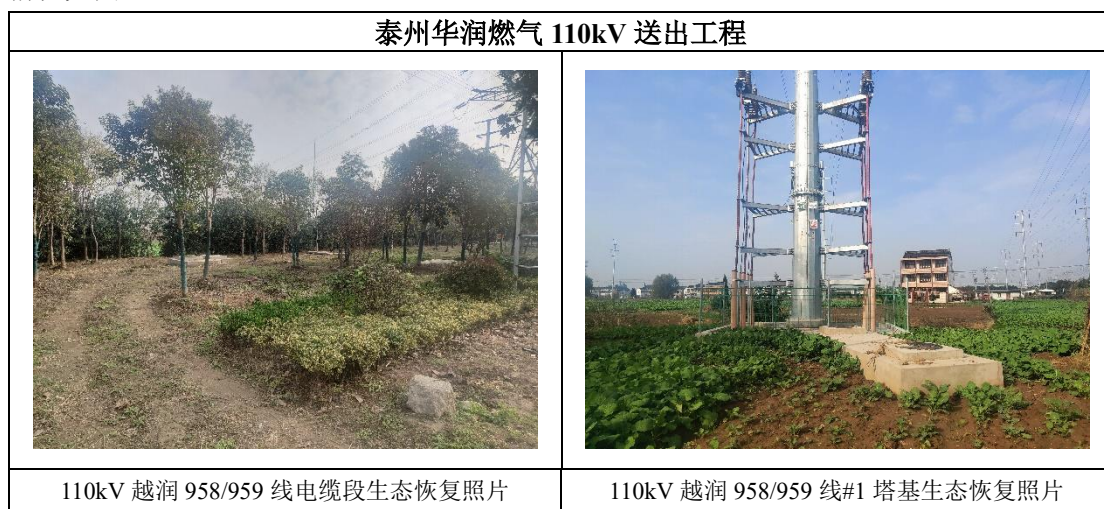 泰州华润燃气 110kV 送出工程
110kV 越润 958/959 线电缆段生态恢复照片
110kV 越润 958/959 线#1 塔基生态恢复照片